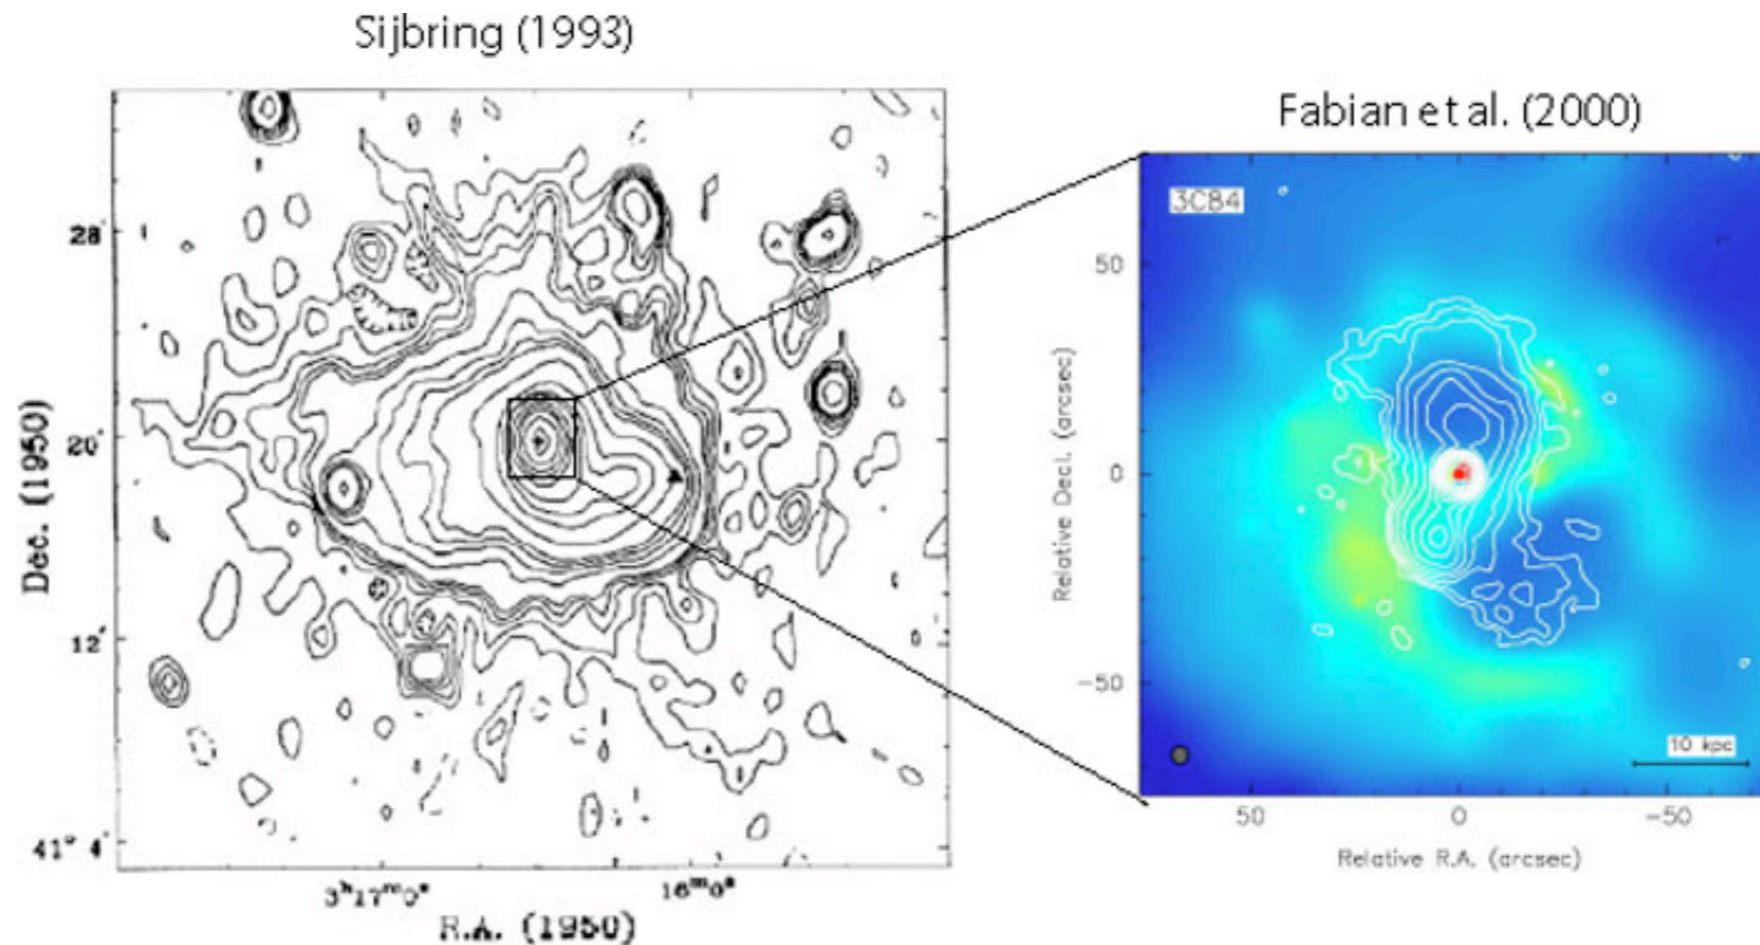 Sijbring (1993)
28'
20'
12'
41° 4'
Dec. (1950)
3ʰ17ᵐ0ˢ
16ᵐ0ˢ
R.A. (1950)
Fabian et al. (2000)
3C84
50
0
-50
Relative Decl. (arcsec)
10 kpc
50
0
-50
Relative R.A. (arcsec)